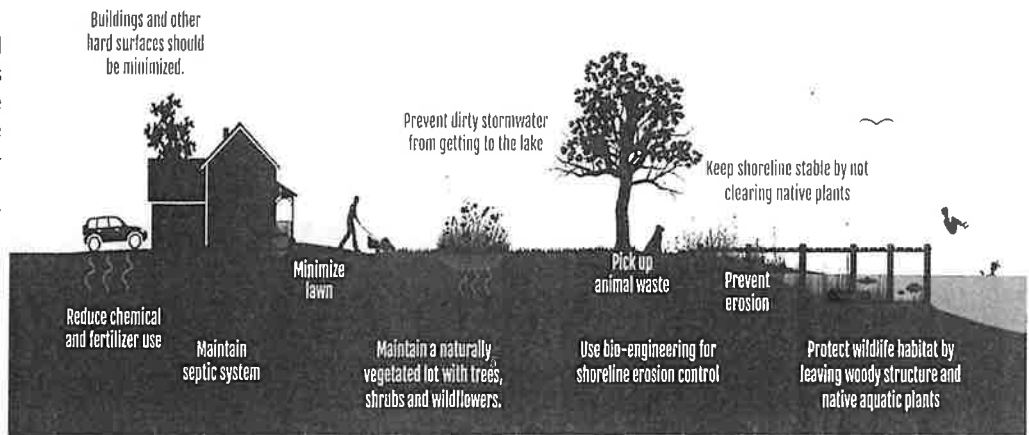 Buildings and other
hard surfaces should
be minimized.
Prevent dirty stormwater
from getting to the lake
Keep shoreline stable by not
clearing native plants
Minimize
lawn
Pick up
animal waste
Prevent
erosion
Reduce chemical
and fertilizer use
Maintain
septic system
Maintain a naturally
vegetated lot with trees,
shrubs and wildflowers.
Use bio-engineering for
shoreline erosion control
Protect wildlife habitat by
leaving woody structure and
native aquatic plants